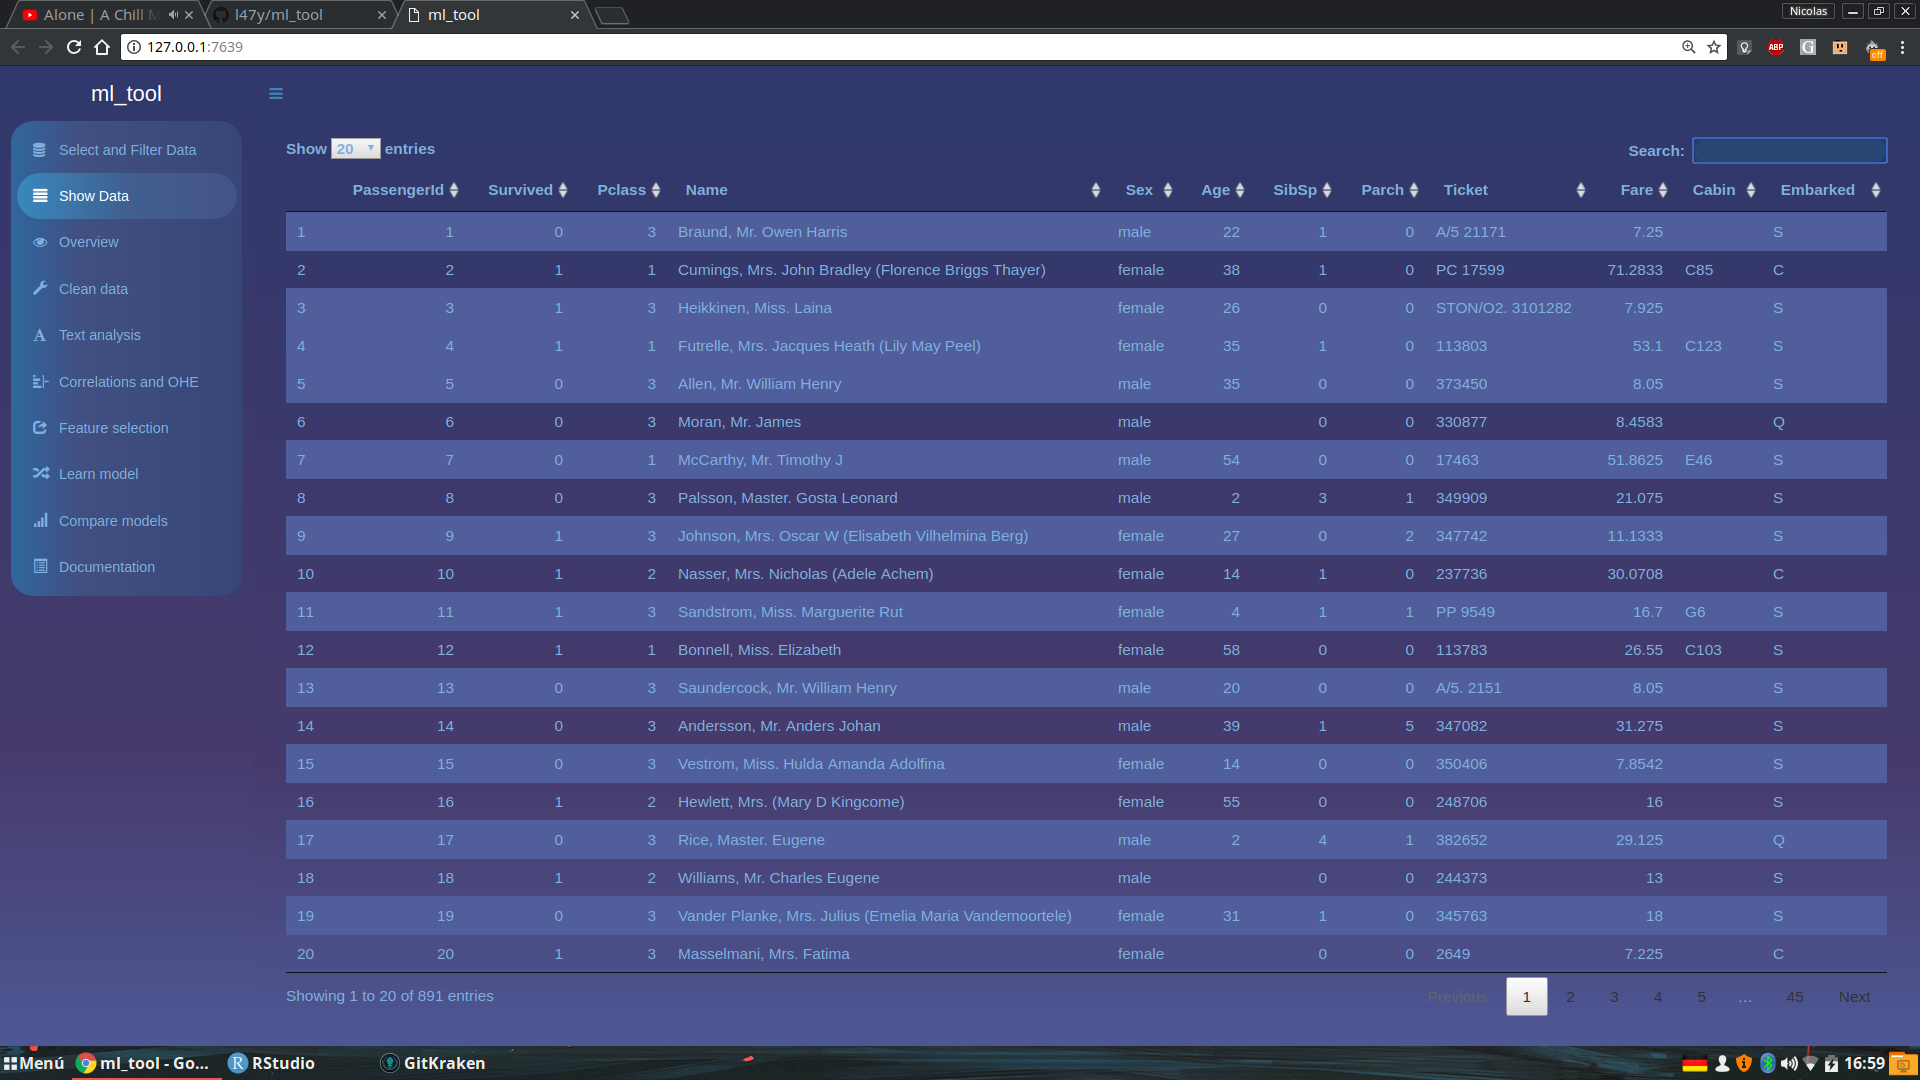 Alone | A Chill M
l47y/ml_tool
ml_tool
Nicolas
127.0.0.1:7639
ABP
G
off
ml_tool
Select and Filter Data
Show Data
Overview
Clean data
Text analysis
Correlations and OHE
Feature selection
Learn model
Compare models
Documentation
Show 20 entries
Search:
PassengerId Survived Pclass Name Sex Age SibSp Parch Ticket Fare Cabin Embarked
1 1 0 3 Braund, Mr. Owen Harris male 22 1 0 A/5 21171 7.25 S
2 2 1 1 Cumings, Mrs. John Bradley (Florence Briggs Thayer) female 38 1 0 PC 17599 71.2833 C85 C
3 3 1 3 Heikkinen, Miss. Laina female 26 0 0 STON/O2. 3101282 7.925 S
4 4 1 1 Futrelle, Mrs. Jacques Heath (Lily May Peel) female 35 1 0 113803 53.1 C123 S
5 5 0 3 Allen, Mr. William Henry male 35 0 0 373450 8.05 S
6 6 0 3 Moran, Mr. James male 0 0 330877 8.4583 Q
7 7 0 1 McCarthy, Mr. Timothy J male 54 0 0 17463 51.8625 E46 S
8 8 0 3 Palsson, Master. Gosta Leonard male 2 3 1 349909 21.075 S
9 9 1 3 Johnson, Mrs. Oscar W (Elisabeth Vilhelmina Berg) female 27 0 2 347742 11.1333 S
10 10 1 2 Nasser, Mrs. Nicholas (Adele Achem) female 14 1 0 237736 30.0708 C
11 11 1 3 Sandstrom, Miss. Marguerite Rut female 4 1 1 PP 9549 16.7 G6 S
12 12 1 1 Bonnell, Miss. Elizabeth female 58 0 0 113783 26.55 C103 S
13 13 0 3 Saundercock, Mr. William Henry male 20 0 0 A/5. 2151 8.05 S
14 14 0 3 Andersson, Mr. Anders Johan male 39 1 5 347082 31.275 S
15 15 0 3 Vestrom, Miss. Hulda Amanda Adolfina female 14 0 0 350406 7.8542 S
16 16 1 2 Hewlett, Mrs. (Mary D Kingcome) female 55 0 0 248706 16 S
17 17 0 3 Rice, Master. Eugene male 2 4 1 382652 29.125 Q
18 18 1 2 Williams, Mr. Charles Eugene male 0 0 244373 13 S
19 19 0 3 Vander Planke, Mrs. Julius (Emelia Maria Vandemoortele) female 31 1 0 345763 18 S
20 20 1 3 Masselmani, Mrs. Fatima female 0 0 2649 7.225 C
Showing 1 to 20 of 891 entries
Previous 1 2 3 4 5 … 45 Next
Menú
ml_tool - Go...
RStudio
GitKraken
16:59